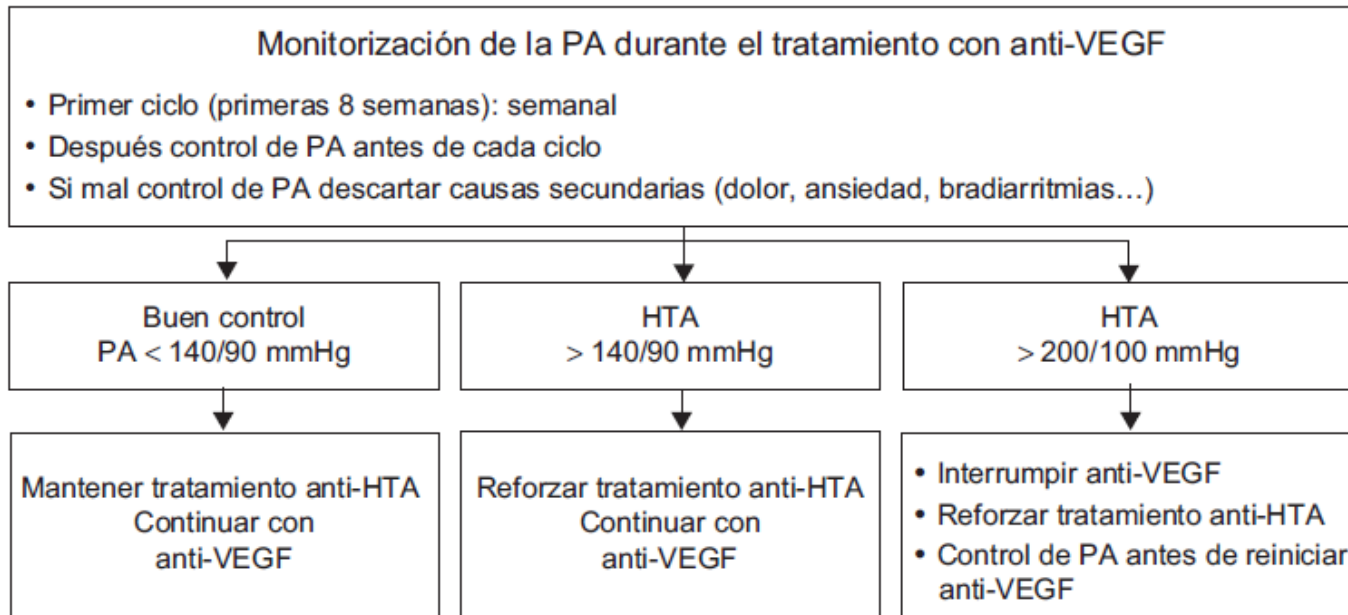 Monitorización de la PA durante el tratamiento con anti-VEGF
• Primer ciclo (primeras 8 semanas): semanal
• Después control de PA antes de cada ciclo
• Si mal control de PA descartar causas secundarias (dolor, ansiedad, bradiarritmias…)
Buen control
PA < 140/90 mmHg
HTA
> 140/90 mmHg
HTA
> 200/100 mmHg
Mantener tratamiento anti-HTA
Continuar con
anti-VEGF
Reforzar tratamiento anti-HTA
Continuar con
anti-VEGF
• Interrumpir anti-VEGF
• Reforzar tratamiento anti-HTA
• Control de PA antes de reiniciar
anti-VEGF